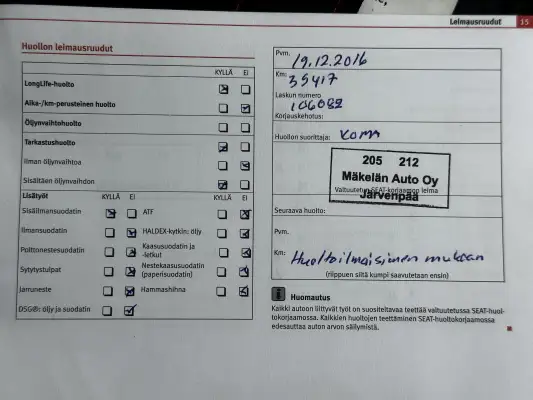 Leimausruudut 15
Huollon leimausruudut
KYLLÄ EI
LongLife-huolto
Aika-/km-perusteinen huolto
Öljynvaihtohuolto
Tarkastushuolto
ilman öljynvaihtoa
Sisältäen öljynvaihdon
Lisätyöt KYLLÄ EI KYLLÄ EI
Sisäilmansuodatin ATF
Ilmansuodatin HALDEX-kytkin: öljy
Polttonestesuodatin Kaasusuodatin ja
-letkut
Sytytystulpat Nestekaasusuodatin
(paperisuodatin)
Jarruneste Hammashihna
DSG®: öljy ja suodatin
Pvm. 19.12.2016
Km: 35417
Laskun numero
106082
Korjauskehotus:
Huollon suorittaja:
205 212
Mäkelän Auto Oy
Valtuutetun SEAT-korjaamon leima
Järvenpää
Seuraava huolto:
Pvm.
Km: Huoltoilmaisimen mukaan
(riippuen siitä kumpi saavutetaan ensin)
Huomautus
Kaikki autoon liittyvät työt on suositeltavaa teettää valtuutetussa SEAT-huol-
tokorjaamossa. Kaikkien huoltojen teettäminen SEAT-huoltokorjaamossa
edesauttaa auton arvon säilymistä.